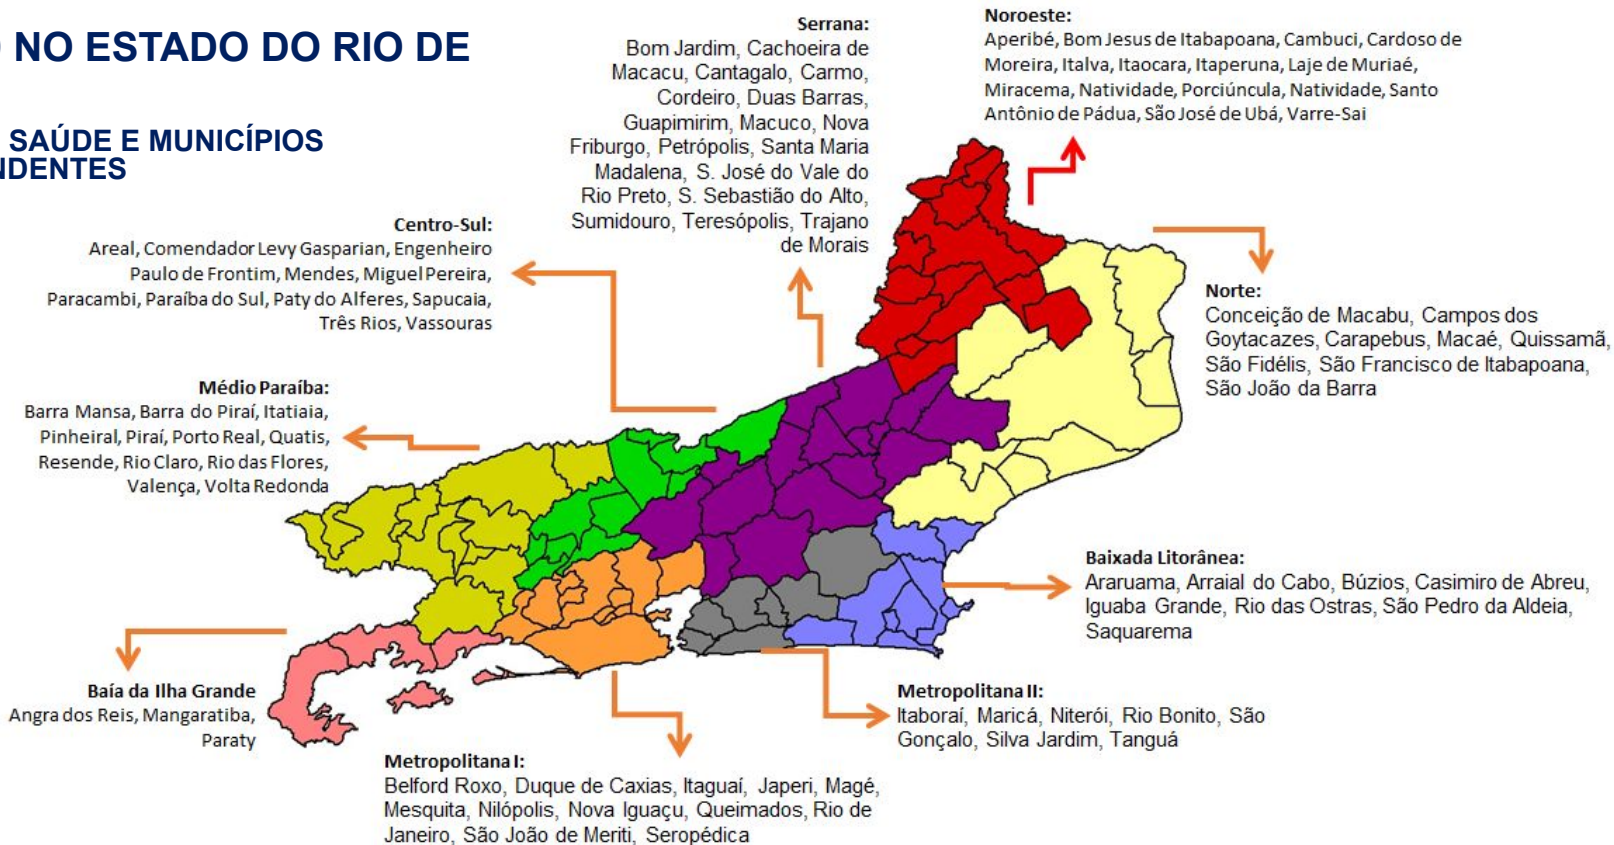 NO ESTADO DO RIO DE
SAÚDE E MUNICÍPIOS
NDENTES
Serrana:
Bom Jardim, Cachoeira de
Macacu, Cantagalo, Carmo,
Cordeiro, Duas Barras,
Guapimirim, Macuco, Nova
Friburgo, Petrópolis, Santa Maria
Madalena, S. José do Vale do
Rio Preto, S. Sebastião do Alto,
Sumidouro, Teresópolis, Trajano
de Morais
Noroeste:
Aperibé, Bom Jesus de Itabapoana, Cambuci, Cardoso de
Moreira, Italva, Itaocara, Itaperuna, Laje de Muriaé,
Miracema, Natividade, Porciúncula, Natividade, Santo
Antônio de Pádua, São José de Ubá, Varre-Sai
Centro-Sul:
Areal, Comendador Levy Gasparian, Engenheiro
Paulo de Frontim, Mendes, Miguel Pereira,
Paracambi, Paraíba do Sul, Paty do Alferes, Sapucaia,
Três Rios, Vassouras
Norte:
Conceição de Macabu, Campos dos
Goytacazes, Carapebus, Macaé, Quissamã,
São Fidélis, São Francisco de Itabapoana,
São João da Barra
Médio Paraíba:
Barra Mansa, Barra do Piraí, Itatiaia,
Pinheiral, Piraí, Porto Real, Quatis,
Resende, Rio Claro, Rio das Flores,
Valença, Volta Redonda
Baixada Litorânea:
Araruama, Arraial do Cabo, Búzios, Casimiro de Abreu,
Iguaba Grande, Rio das Ostras, São Pedro da Aldeia,
Saquarema
Baía da Ilha Grande
Angra dos Reis, Mangaratiba,
Paraty
Metropolitana II:
Itaboraí, Maricá, Niterói, Rio Bonito, São
Gonçalo, Silva Jardim, Tanguá
Metropolitana I:
Belford Roxo, Duque de Caxias, Itaguaí, Japeri, Magé,
Mesquita, Nilópolis, Nova Iguaçu, Queimados, Rio de
Janeiro, São João de Meriti, Seropédica